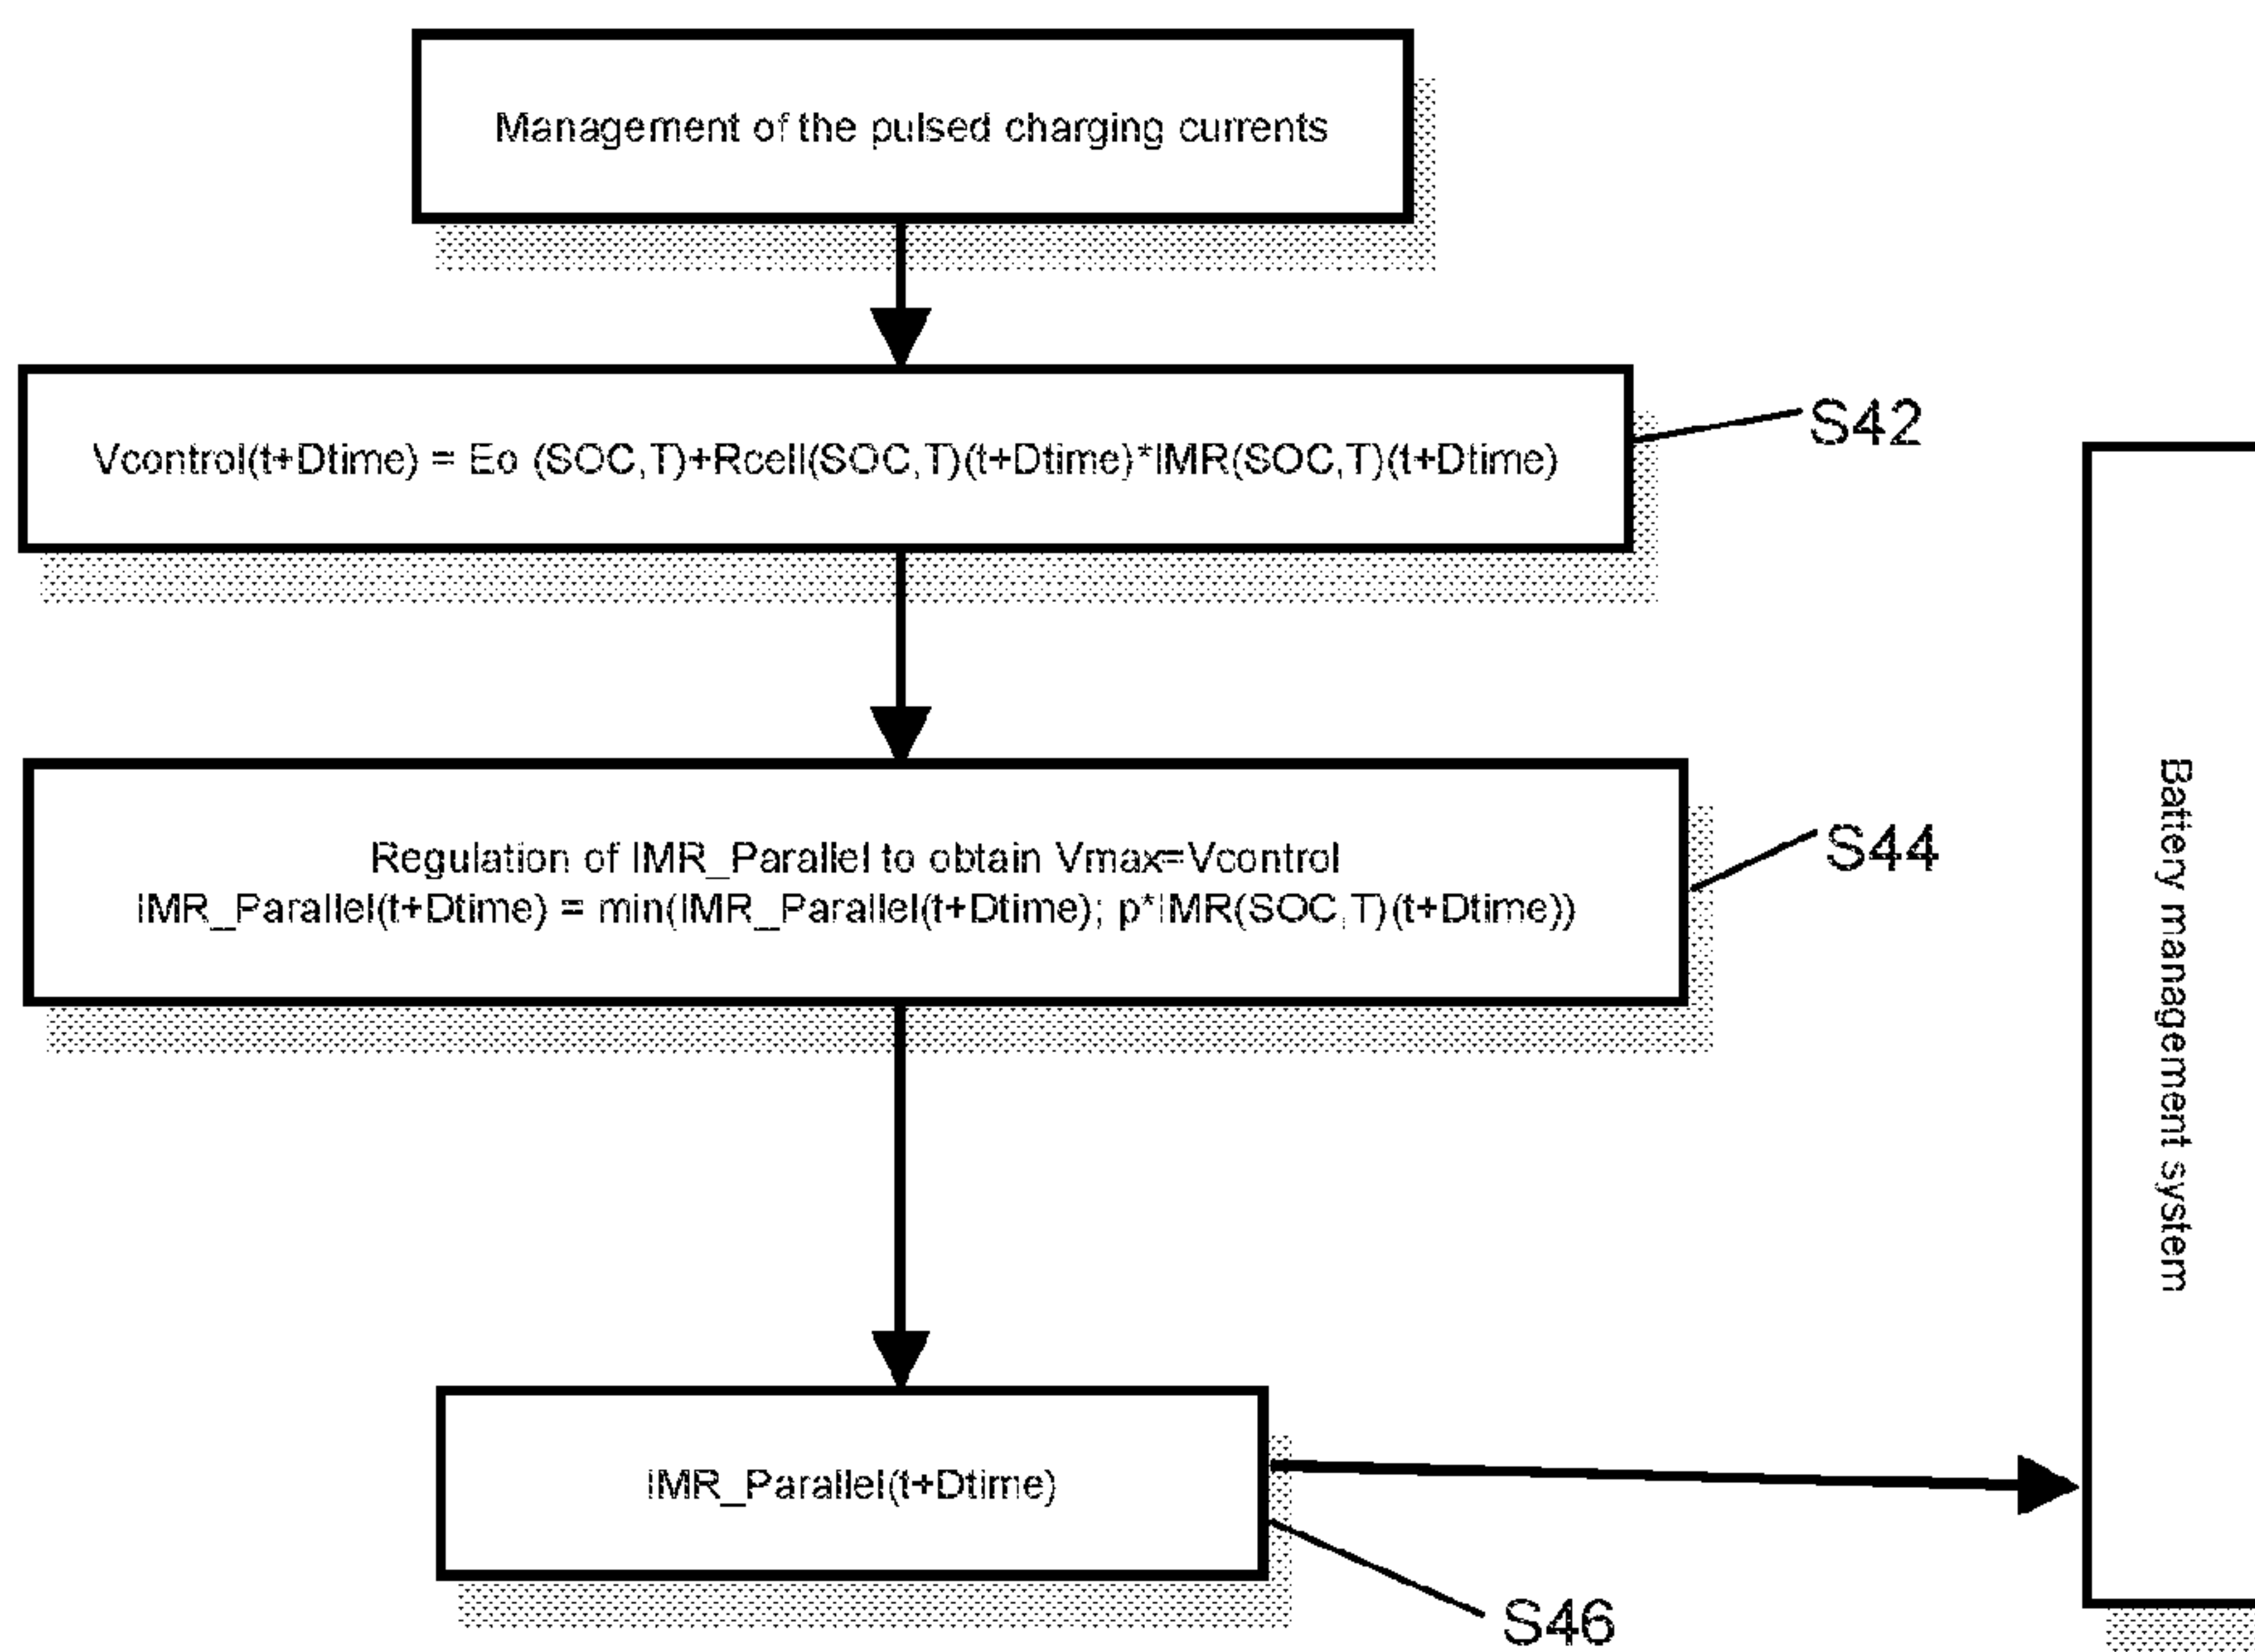 Management of the pulsed charging currents
Vcontrol(t+Dtime) = Eo (SOC,T)+Rcell(SOC,T)(t+Dtime)*IMR(SOC,T)(t+Dtime)
S42
Regulation of IMR_Parallel to obtain Vmax=Vcontrol
IMR_Parallel(t+Dtime) = min(IMR_Parallel(t+Dtime); p*IMR(SOC,T)(t+Dtime))
S44
Battery management system
IMR_Parallel(t+Dtime)
S46